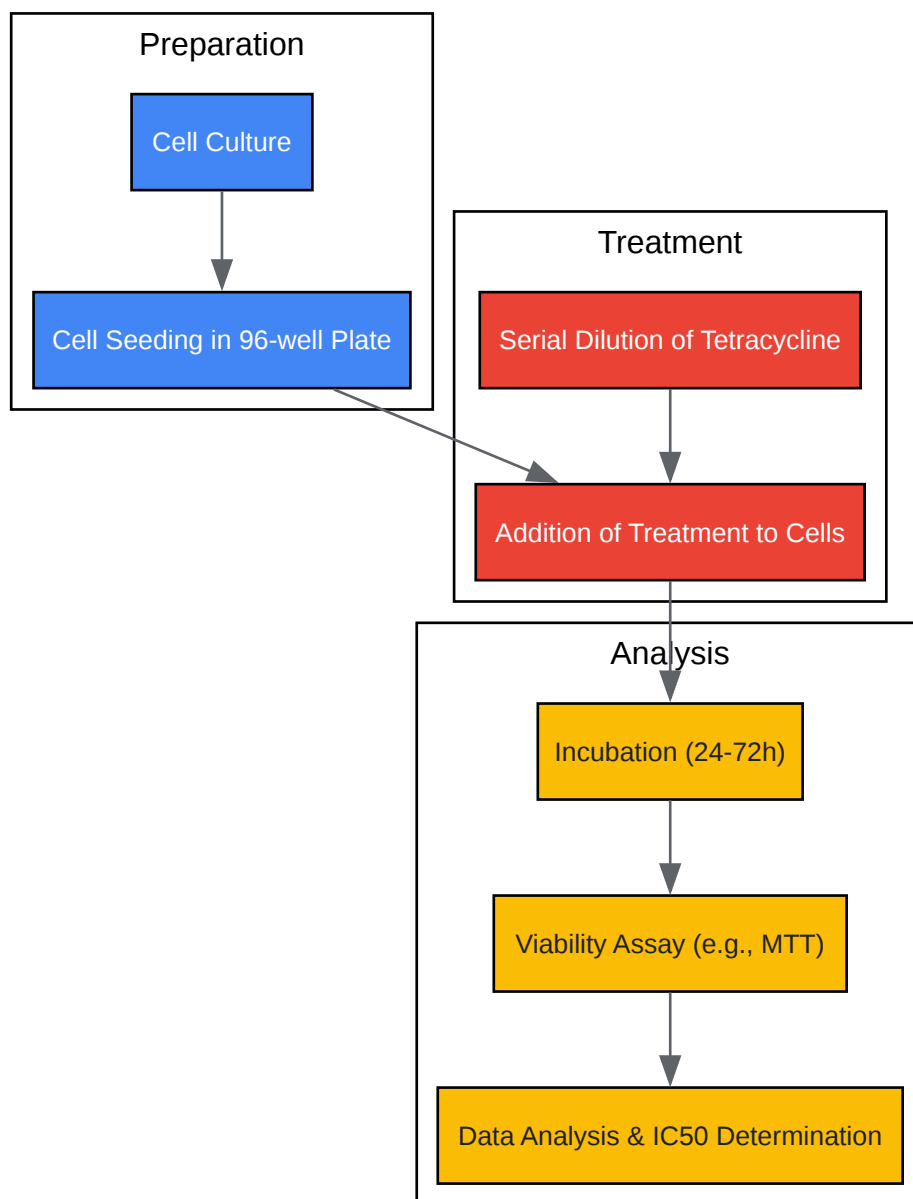 Preparation
Cell Culture
Cell Seeding in 96-well Plate
Treatment
Serial Dilution of Tetracycline
Addition of Treatment to Cells
Analysis
Incubation (24-72h)
Viability Assay (e.g., MTT)
Data Analysis & IC50 Determination